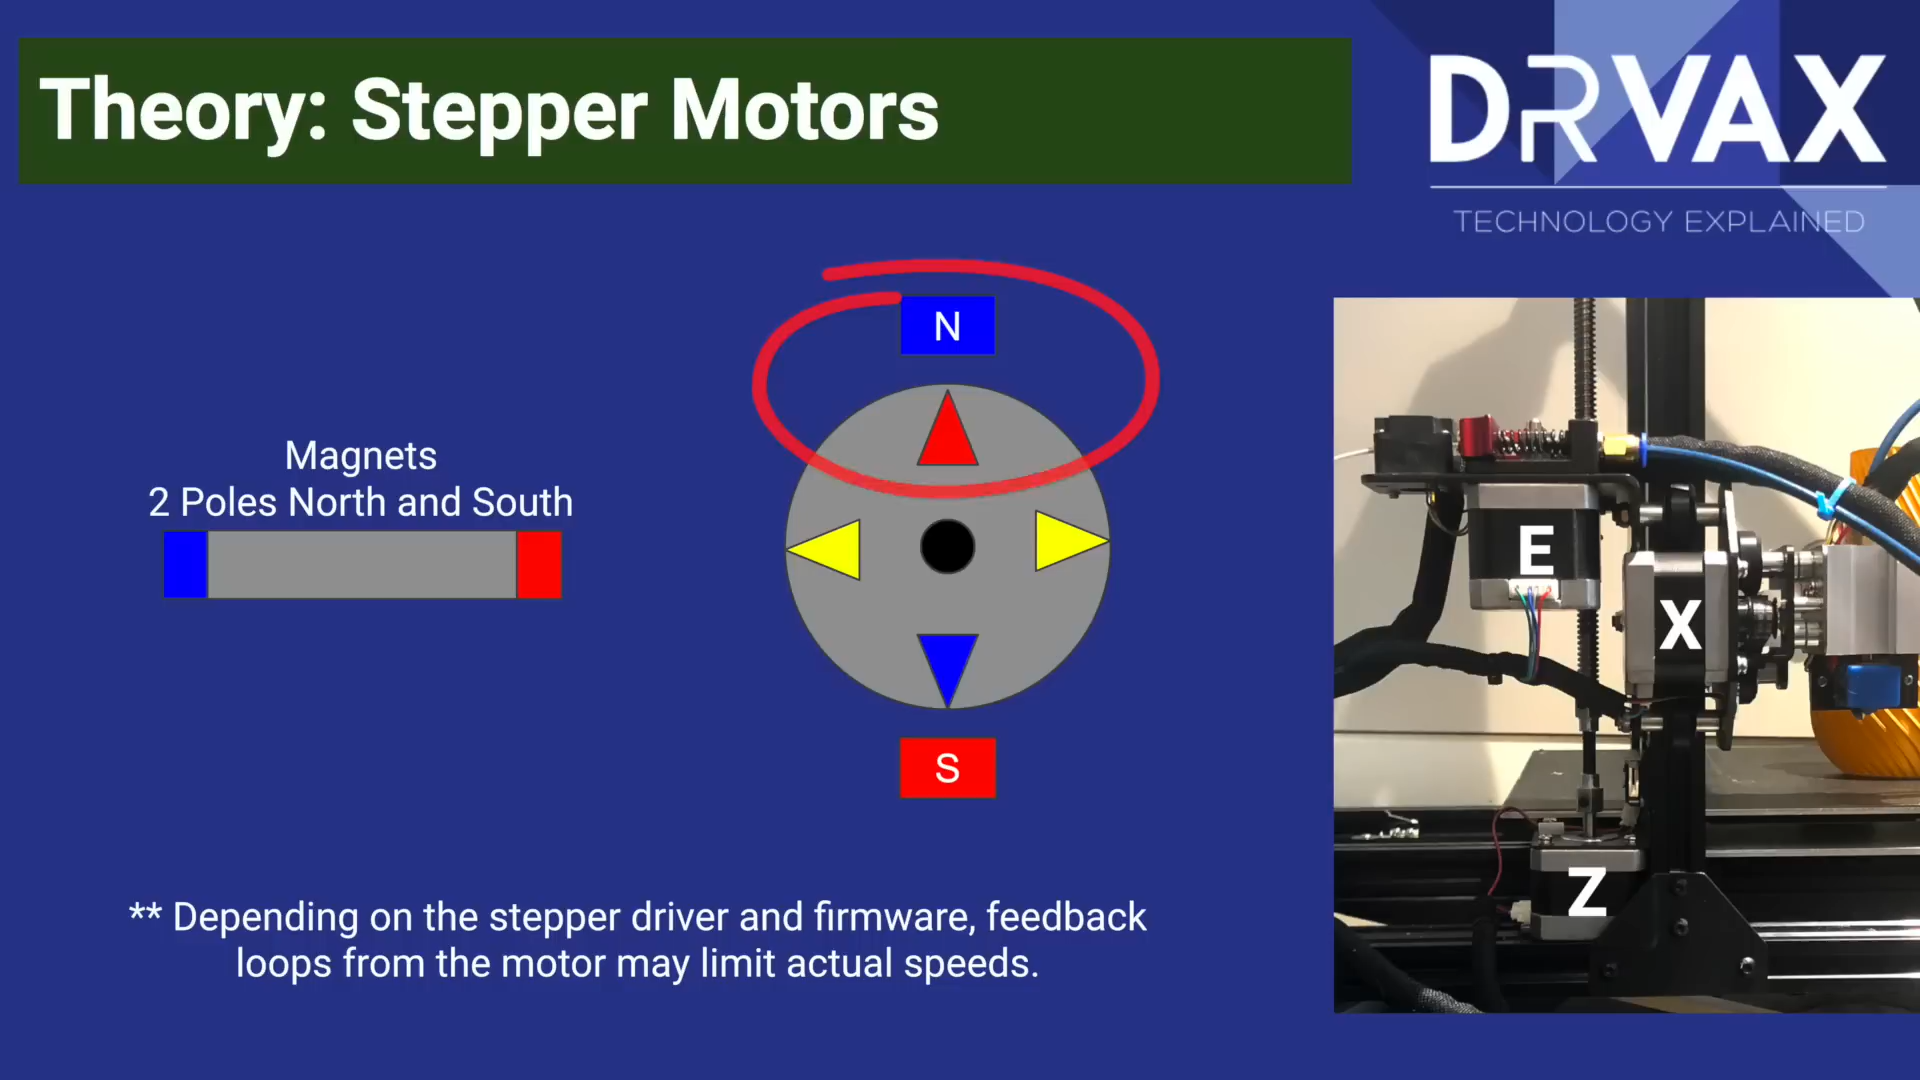 Theory: Stepper Motors
DRVAX
TECHNOLOGY EXPLAINED
N
Magnets
2 Poles North and South
S
E
X
Z
** Depending on the stepper driver and firmware, feedback
loops from the motor may limit actual speeds.